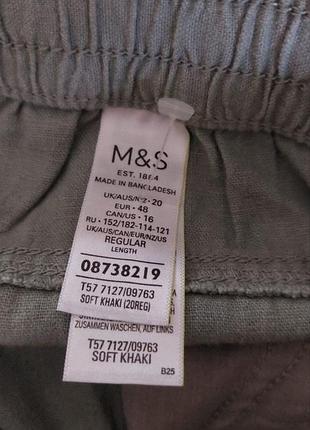 M&S
EST. 1884
MADE IN BANGLADESH
UK/AUS/NZ • 20
EUR • 48
CAN/US • 16
RU • 152/182-114-121
UK/AUS/CAN/EUR/NZ/US
REGULAR
LENGTH
08738219
T57 7127/09763
SOFT KHAKI (20REG)
ZUSAMMEN WASCHEN, AUF LINKS
T57 7127/09763
SOFT KHAKI
B25